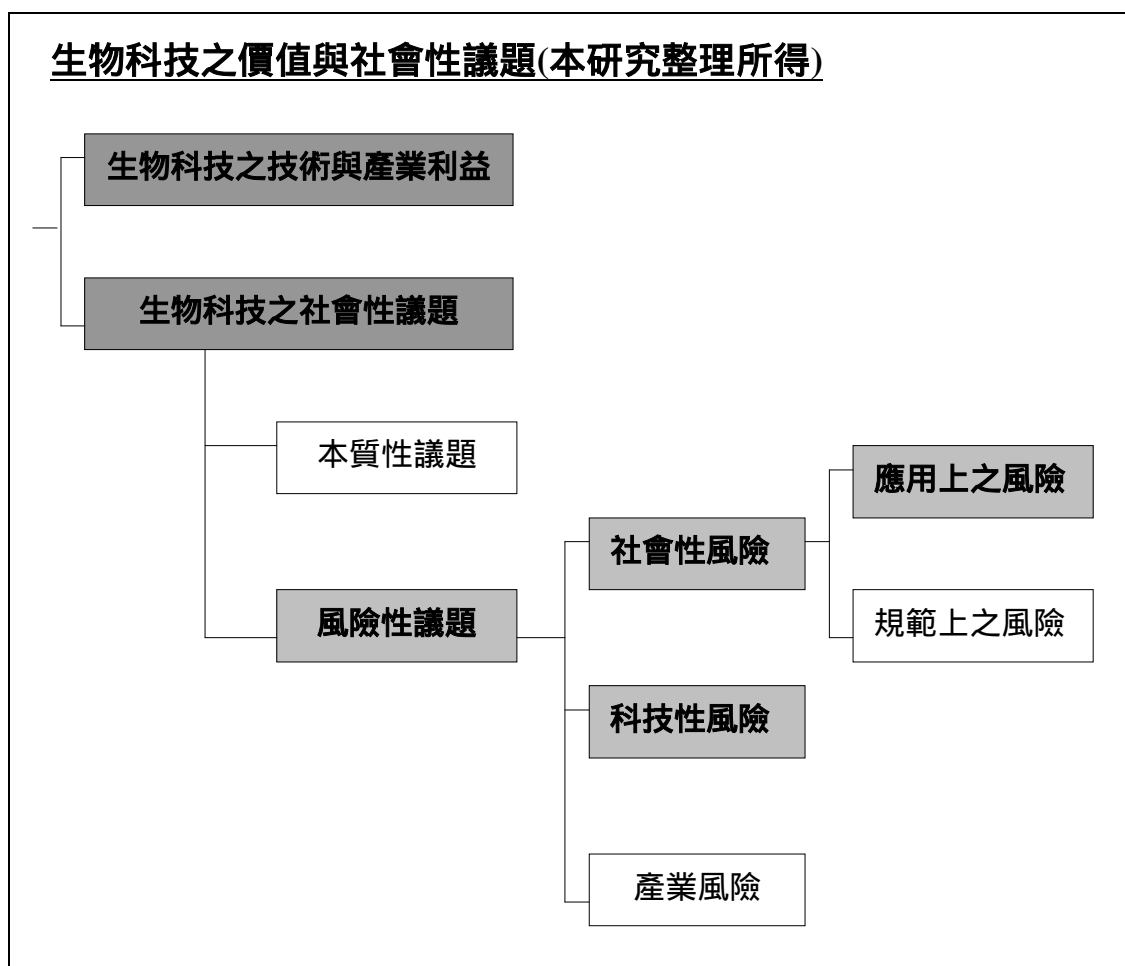 生物科技之價值與社會性議題(本研究整理所得)
生物科技之技術與產業利益
生物科技之社會性議題
本質性議題
應用上之風險
社會性風險
風險性議題
規範上之風險
科技性風險
產業風險